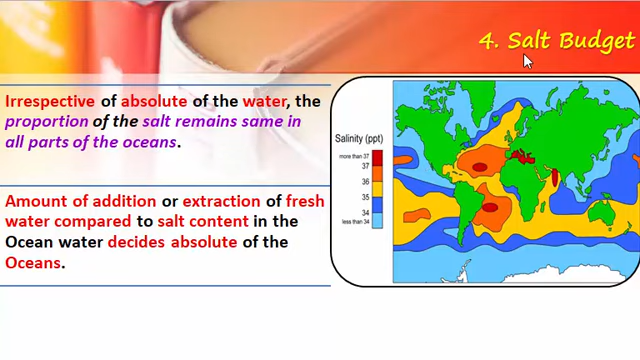 4. Salt Budget
Irrespective of absolute of the water, the
proportion of the salt remains same in
all parts of the oceans.
Amount of addition or extraction of fresh
water compared to salt content in the
Ocean water decides absolute of the
Oceans.
Salinity (ppt)
more than 37
37
36
35
34
less than 34